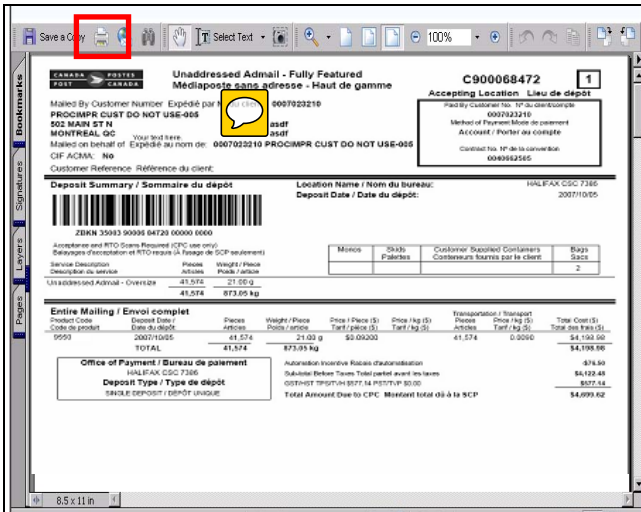 Save a Copy
Select Text
100%
Bookmarks
Signatures
Layers
Pages
CANADA POSTES
POST CANADA
Unaddressed Admail - Fully Featured
Médiaposte sans adresse - Haut de gamme
C900068472
1
Accepting Location Lieu de dépôt
Mailed By Customer Number Expédié par client 0007023210
PROCIMPR CUST DO NOT USE-005
502 MAIN ST N asdf
MONTREAL QC Your text here. asdf
Mailed on behalf of Expédié au nom de: 0007023210 PROCIMPR CUST DO NOT USE-005
CIF ACMA: No
Customer Reference Référence du client:
Paid By Customer No. N° du client/compte
0007023210
Method of Payment Mode de paiement
Account / Porter au compte
Contract No. N° de la convention
0040662505
Deposit Summary / Sommaire du dépôt
Location Name / Nom du bureau: HALIFAX CSC 7386
Deposit Date / Date du dépôt: 2007/10/05
ZBKN 35003 90006 84720 00000 0000
Acceptance and RTO Scans Required (CPC use only)
Balayages d'acceptation et RTO requis (À l'usage de SCP seulement)
Service Description Pieces Weight / Piece
Description du service Articles Poids / article
Unaddressed Admail - Oversize 41,574 21.00 g
41,574 873.05 kg
Monos Skids Customer Supplied Containers Bags
Palettes Conteneurs fournis par le client Sacs
2
Entire Mailing / Envoi complet
Transportation / Transport
Product Code Deposit Date / Pieces Weight / Piece Price / Piece ($) Price / kg ($) Pieces Price / kg ($) Total Cost ($)
Code de produit Date du dépôt Articles Poids / article Tarif / pièce ($) Tarif / kg ($) Articles Tarif / kg ($) Total des frais ($)
9550 2007/10/05 41,574 21.00 g $0.09200 41,574 0.0090 $4,198.98
TOTAL 41,574 873.05 kg $4,198.98
Office of Payment / Bureau de paiement
HALIFAX CSC 7386
Deposit Type / Type de dépôt
SINGLE DEPOSIT / DÉPÔT UNIQUE
Automation Incentive Rabais d'automatisation -$76.50
Sub-total Before Taxes Total partiel avant les taxes $4,122.48
GST/HST TPS/TVH $577.14 PST/TVP $0.00 $577.14
Total Amount Due to CPC Montant total dû à la SCP $4,699.62
8.5 x 11 in